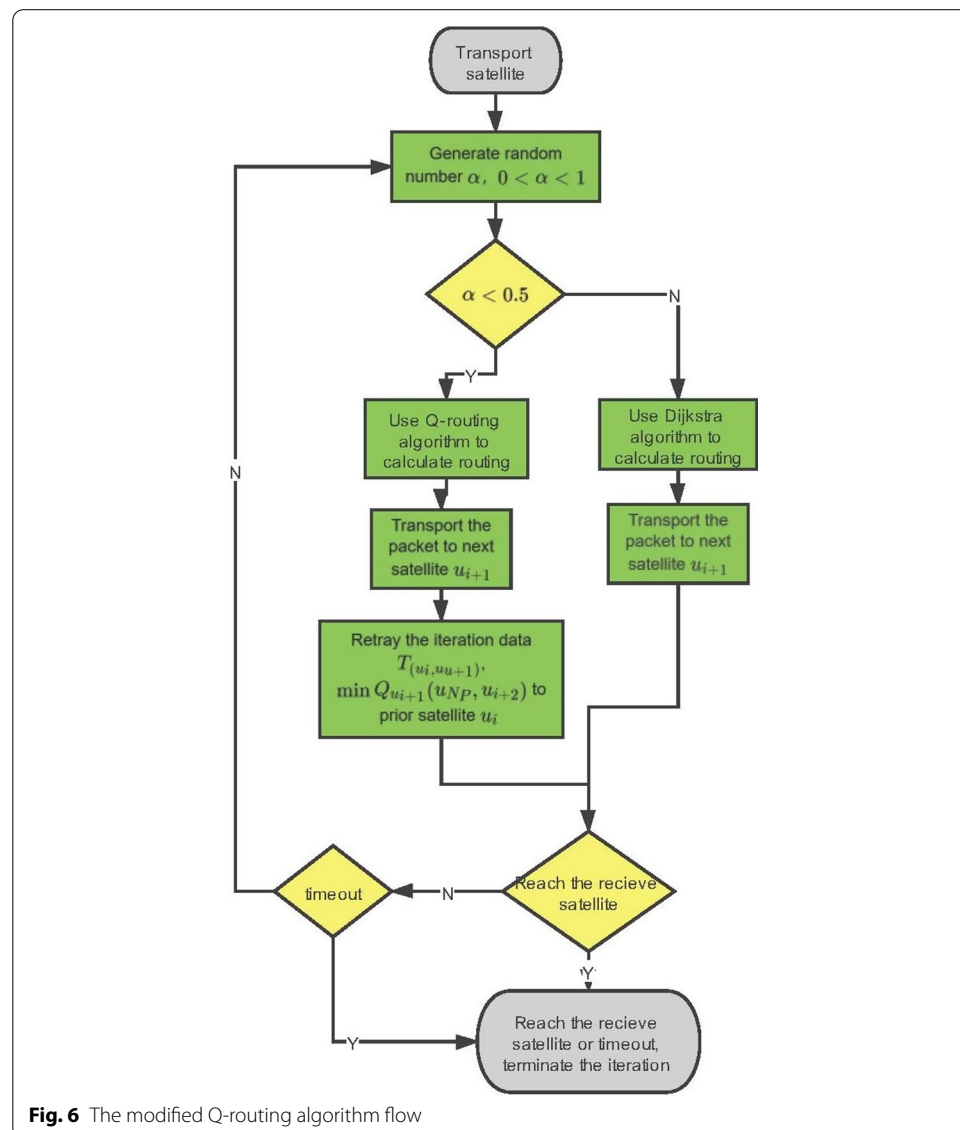 Transport
satellite
Generate random
number α, 0 < α < 1
α < 0.5
N
Y
Use Q-routing
algorithm to
calculate routing
Use Dijkstra
algorithm to
calculate routing
N
Transport the
packet to next
satellite u_{i+1}
Transport the
packet to next
satellite u_{i+1}
Retray the iteration data
T_{(u_i,u_{u+1})},
min Q_{u_{i+1}}(u_{NP}, u_{i+2}) to
prior satellite u_i
timeout
N
Reach the recieve
satellite
Y
Y
Reach the recieve
satellite or timeout,
terminate the iteration
Fig. 6 The modified Q-routing algorithm flow